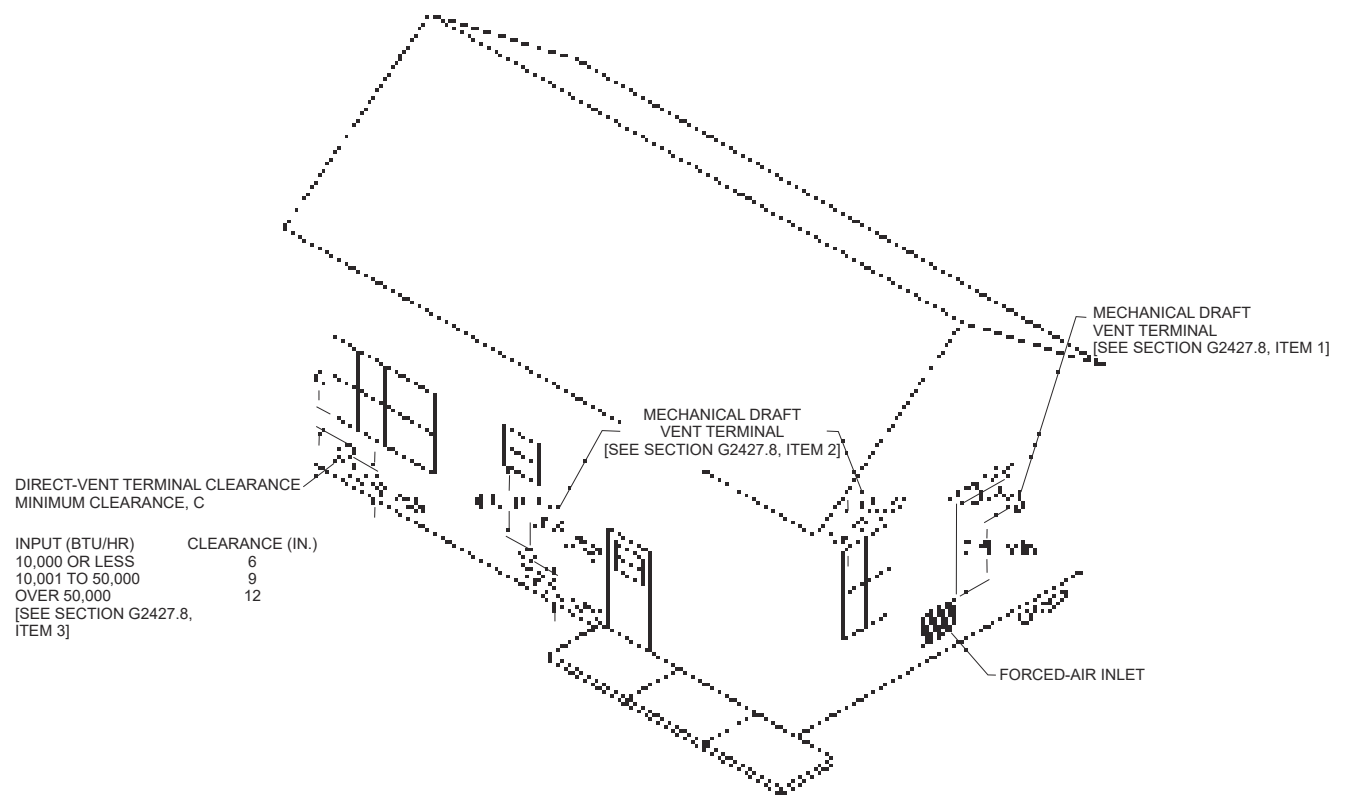 MECHANICAL DRAFT
VENT TERMINAL
[SEE SECTION G2427.8, ITEM 1]
MECHANICAL DRAFT
VENT TERMINAL
[SEE SECTION G2427.8, ITEM 2]
DIRECT-VENT TERMINAL CLEARANCE
MINIMUM CLEARANCE, C
INPUT (BTU/HR) CLEARANCE (IN.)
10,000 OR LESS 6
10,001 TO 50,000 9
OVER 50,000 12
[SEE SECTION G2427.8,
ITEM 3]
FORCED-AIR INLET